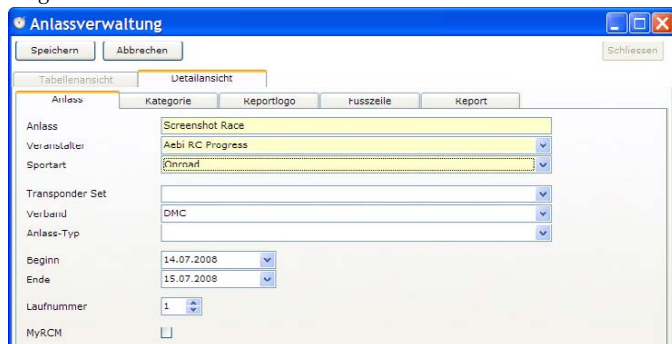 Anlassverwaltung
Speichern Abbrechen Schliessen
Tabellenansicht Detailansicht
Anlass Kategorie Reportlogo Fusszeile Report
Anlass Screenshot Race
Veranstalter Aebi RC Progress
Sportart Onroad
Transponder Set
Verband DMC
Anlass-Typ
Beginn 14.07.2008
Ende 15.07.2008
Laufnummer 1
MyRCM